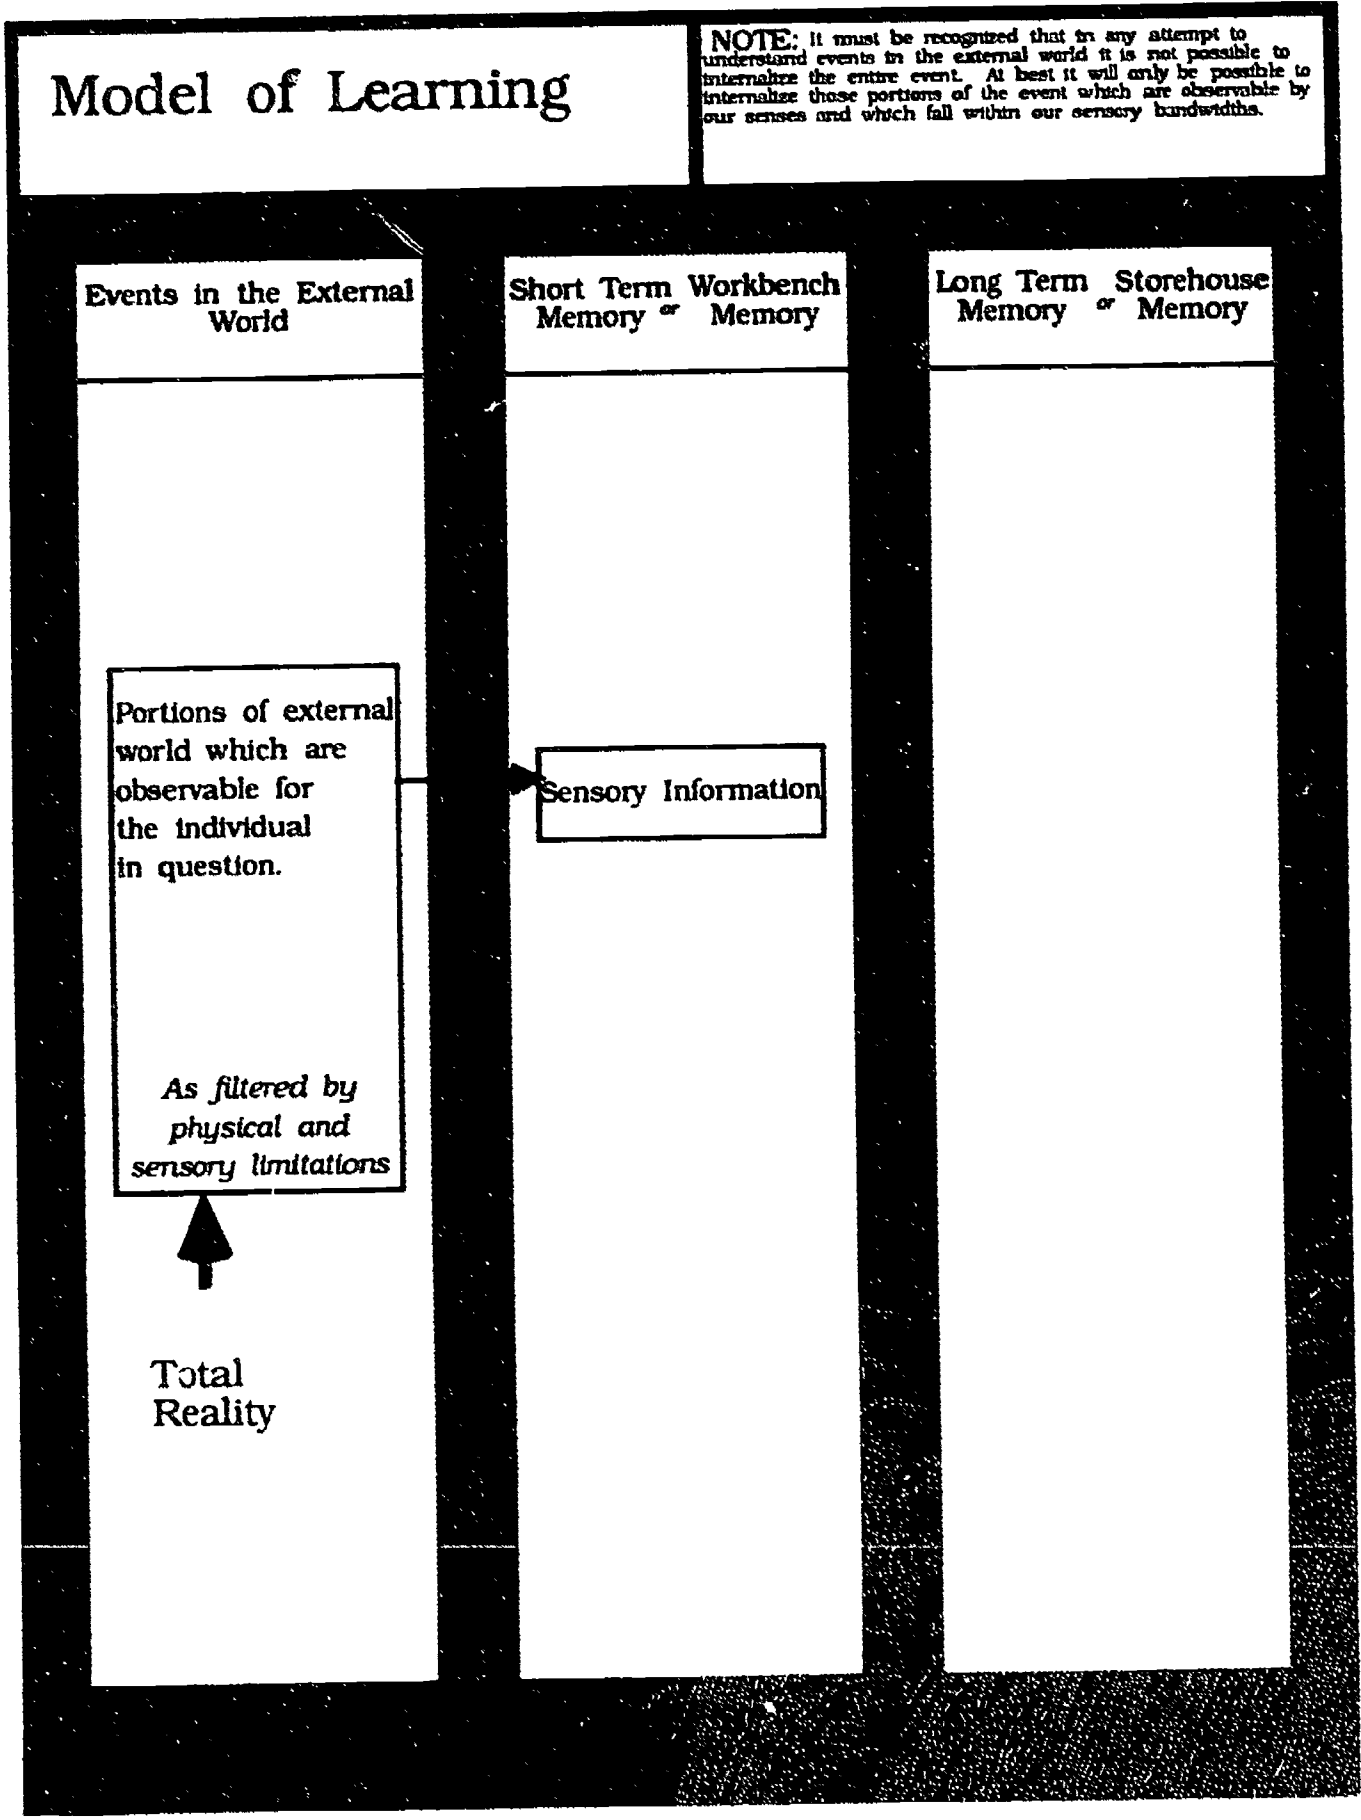 Model of Learning
NOTE: It must be recognized that in any attempt to
understand events in the external world it is not possible to
internalize the entire event. At best it will only be possible to
internalize those portions of the event which are observable by
our senses and which fall within our sensory bandwidths.
Events in the External
World
Short Term Workbench
Memory or Memory
Long Term Storehouse
Memory or Memory
Portions of external
world which are
observable for
the individual
in question.
Sensory Information
As filtered by
physical and
sensory limitations
Total
Reality